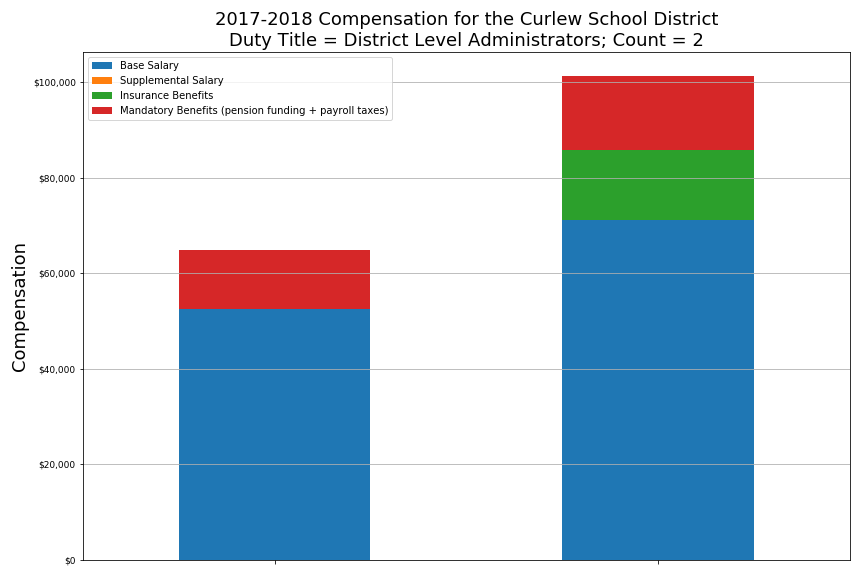 2017-2018 Compensation for the Curlew School District
Duty Title = District Level Administrators; Count = 2
Base Salary
Supplemental Salary
Insurance Benefits
Mandatory Benefits (pension funding + payroll taxes)
$100,000
$80,000
$60,000
$40,000
$20,000
$0
Compensation